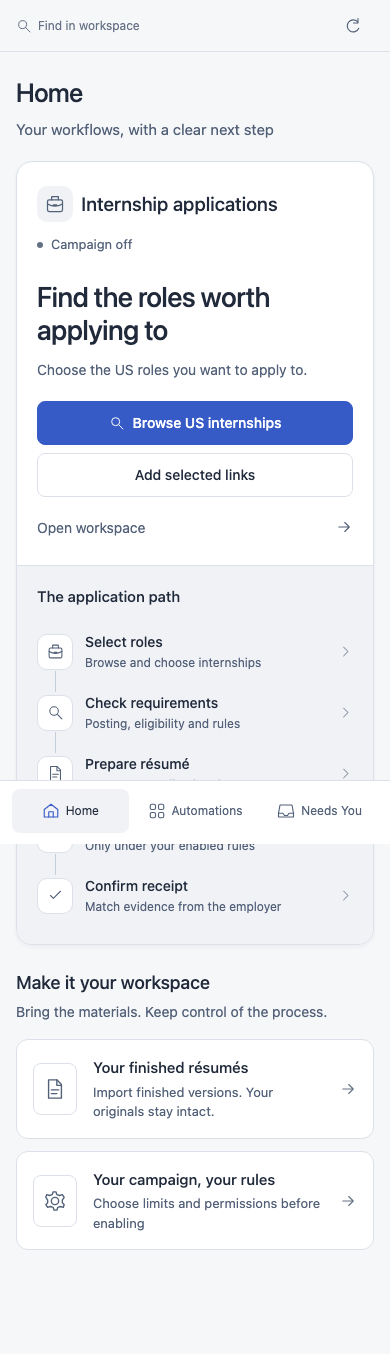 Find in workspace
Home
Your workflows, with a clear next step
Internship applications
Campaign off
Find the roles worth
applying to
Choose the US roles you want to apply to.
Browse US internships
Add selected links
Open workspace
The application path
Select roles
Browse and choose internships
Check requirements
Posting, eligibility and rules
Prepare résumé
Home
Automations
Needs You
Only under your enabled rules
Confirm receipt
Match evidence from the employer
Make it your workspace
Bring the materials. Keep control of the process.
Your finished résumés
Import finished versions. Your
originals stay intact.
Your campaign, your rules
Choose limits and permissions before
enabling